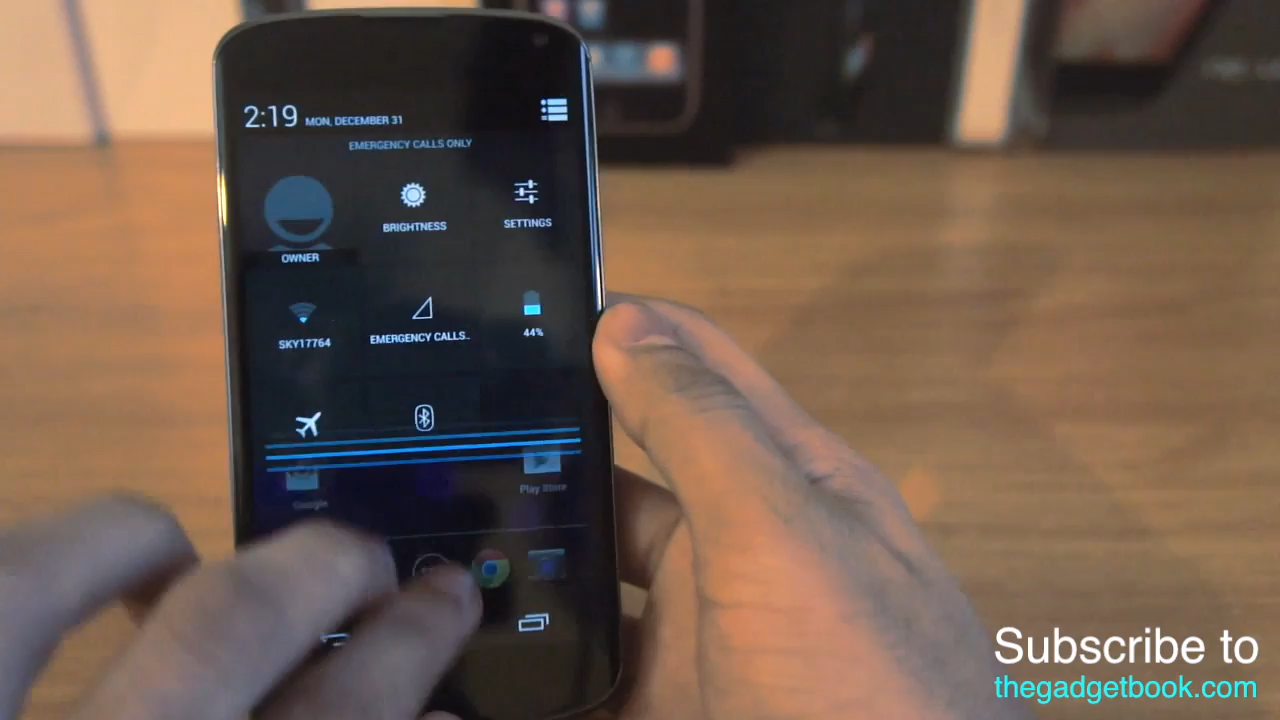 2:19 MON, DECEMBER 31
EMERGENCY CALLS ONLY
BRIGHTNESS
SETTINGS
OWNER
SKY17764
EMERGENCY CALLS..
44%
Google
Play Store
Subscribe to
thegadgetbook.com